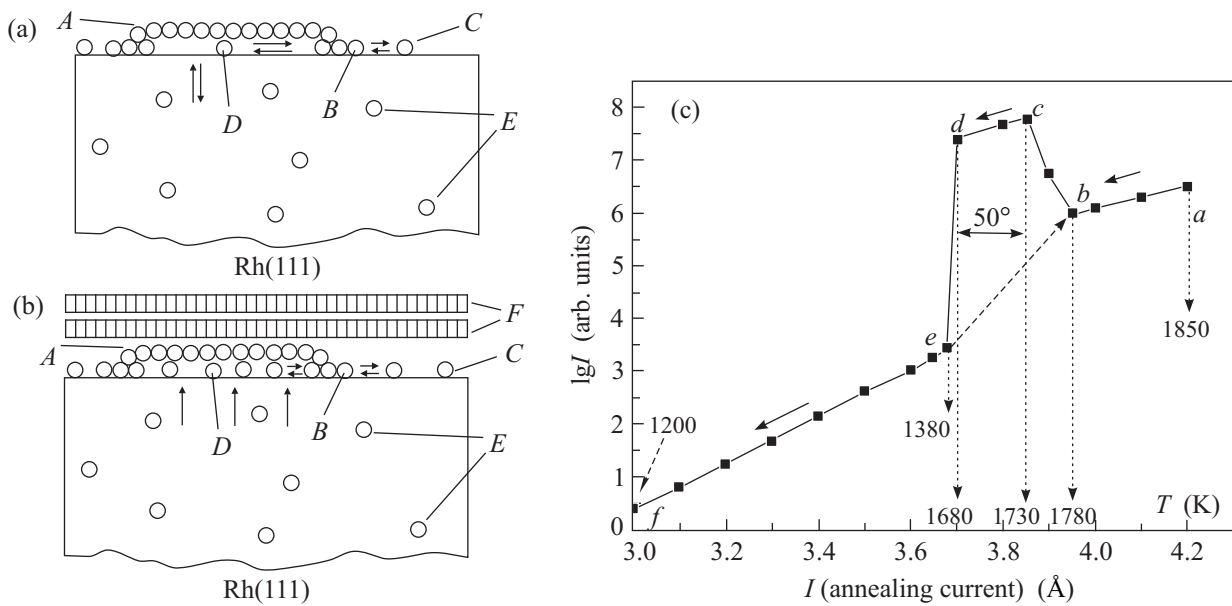 (a)
A
C
D
B
E
Rh(111)
(b)
F
A
C
D
B
E
Rh(111)
(c)
lgI (arb. units)
8
7
6
5
4
3
2
1
0
d
c
b
a
50°
e
f
1850
1380
1200
1680
1730
1780
T (K)
3.0 3.2 3.4 3.6 3.8 4.0 4.2
I (annealing current) (Å)